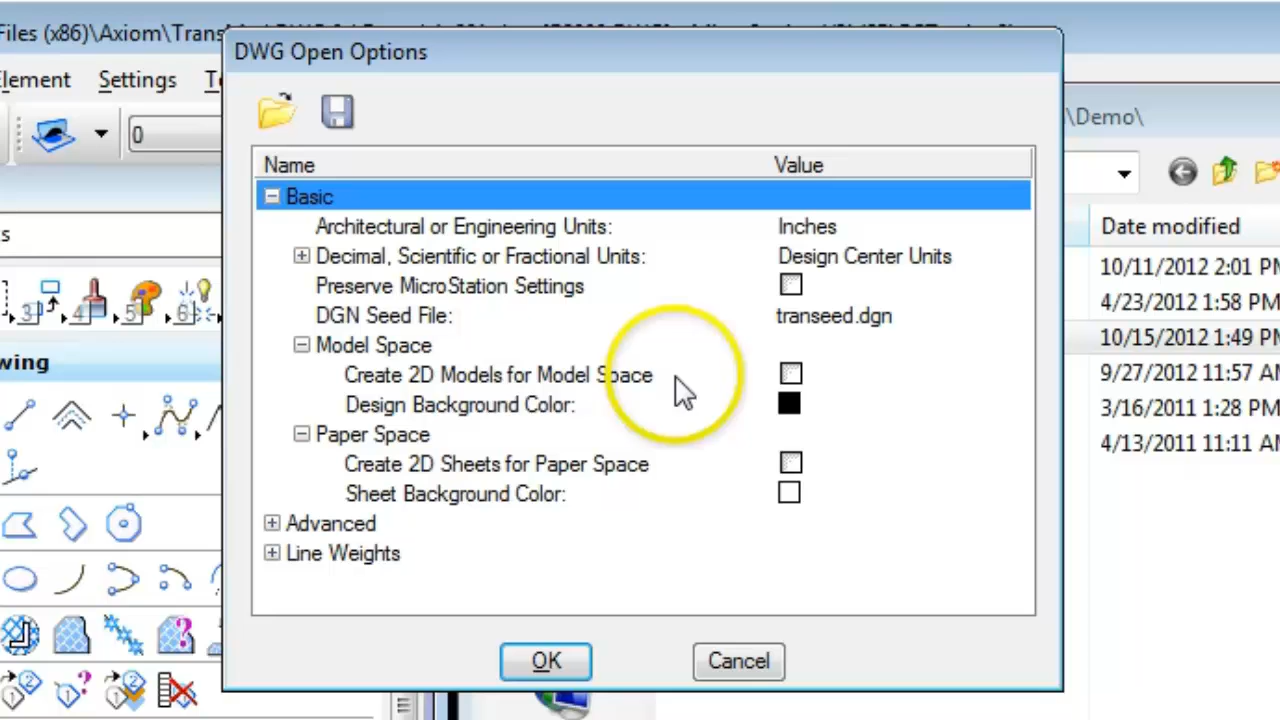 Files (x86)\Axiom\Trans
DWG Open Options
Element Settings
0
\Demo\
Name Value
Basic
Architectural or Engineering Units: Inches
Decimal, Scientific or Fractional Units: Design Center Units
Preserve MicroStation Settings
DGN Seed File: transeed.dgn
Model Space
Create 2D Models for Model Space
Design Background Color:
Paper Space
Create 2D Sheets for Paper Space
Sheet Background Color:
Advanced
Line Weights
OK Cancel
Date modified
10/11/2012 2:01 PM
4/23/2012 1:58 PM
10/15/2012 1:49 PM
9/27/2012 11:57 AM
3/16/2011 1:28 PM
4/13/2011 11:11 AM
s
3 4 5 6
wing